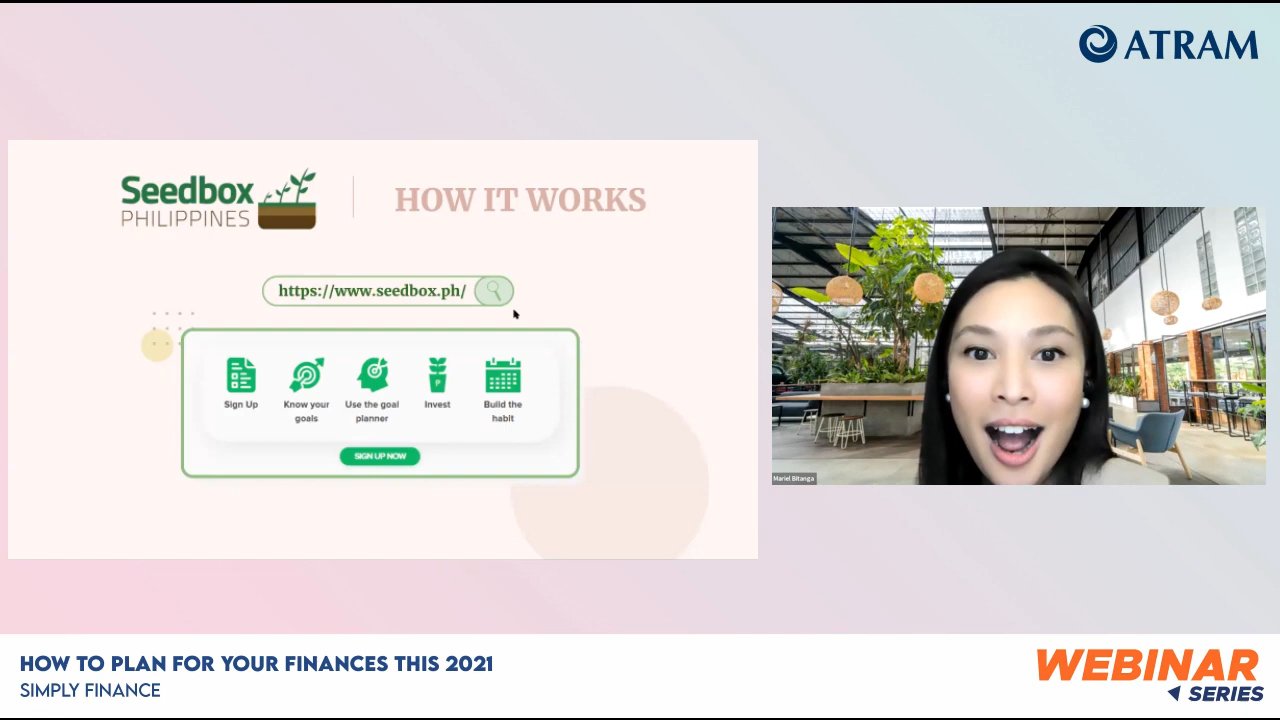 ATRAM
Seedbox
PHILIPPINES
HOW IT WORKS
https://www.seedbox.ph/
Sign Up
Know your
goals
Use the goal
planner
Invest
Build the
habit
SIGN UP NOW
Mariel Bitanga
HOW TO PLAN FOR YOUR FINANCES THIS 2021
SIMPLY FINANCE
WEBINAR
SERIES